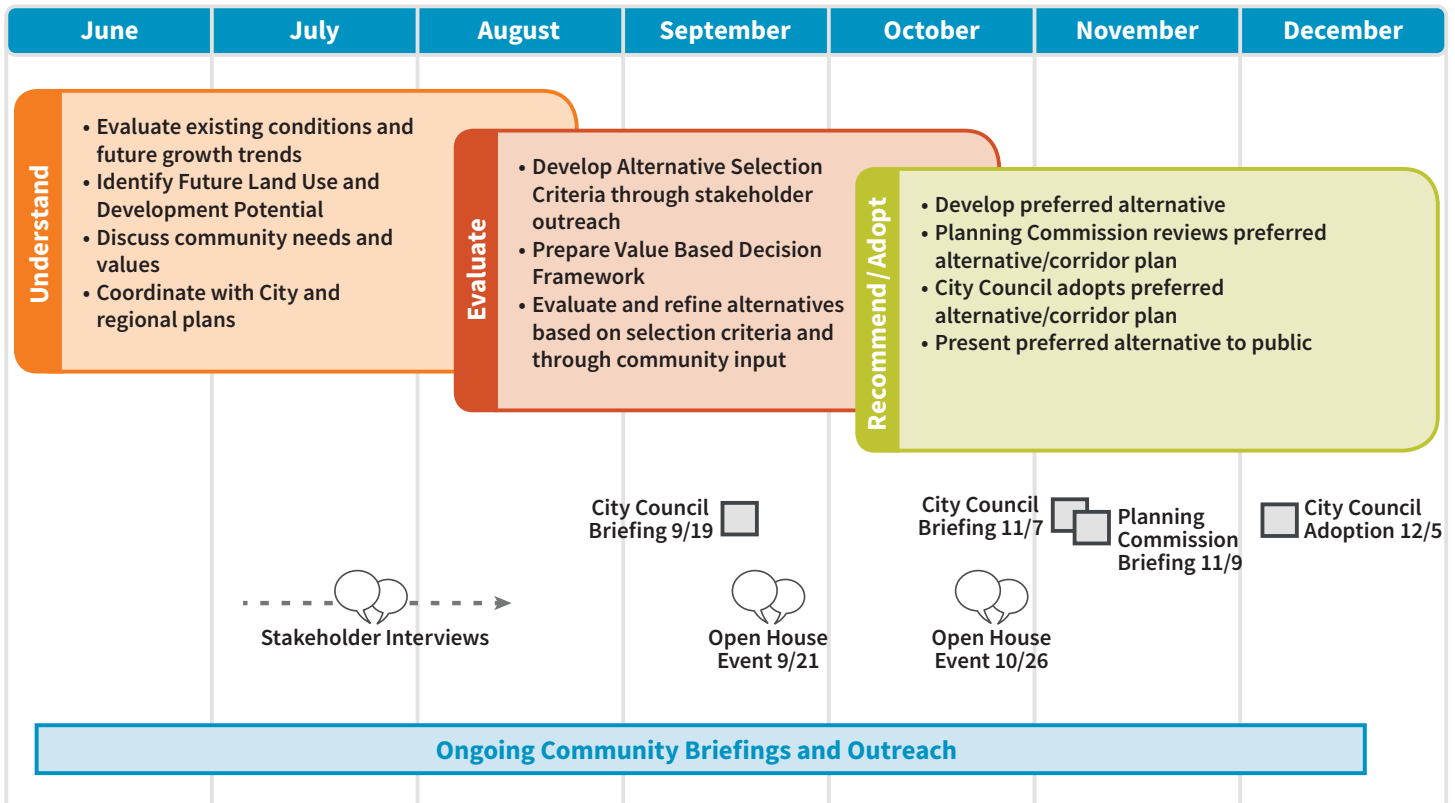 June
July
August
September
October
November
December
Understand
• Evaluate existing conditions and
future growth trends
• Identify Future Land Use and
Development Potential
• Discuss community needs and
values
• Coordinate with City and
regional plans
Evaluate
• Develop Alternative Selection
Criteria through stakeholder
outreach
• Prepare Value Based Decision
Framework
• Evaluate and refine alternatives
based on selection criteria and
through community input
Recommend / Adopt
• Develop preferred alternative
• Planning Commission reviews preferred
alternative/corridor plan
• City Council adopts preferred
alternative/corridor plan
• Present preferred alternative to public
City Council
Briefing 9/19
City Council
Briefing 11/7
Planning
Commission
Briefing 11/9
City Council
Adoption 12/5
Stakeholder Interviews
Open House
Event 9/21
Open House
Event 10/26
Ongoing Community Briefings and Outreach